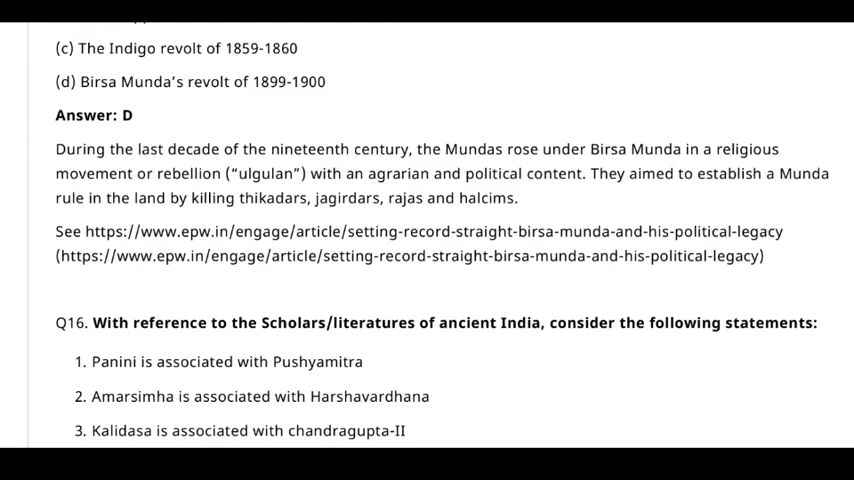 (c) The Indigo revolt of 1859-1860
(d) Birsa Munda’s revolt of 1899-1900
Answer: D
During the last decade of the nineteenth century, the Mundas rose under Birsa Munda in a religious
movement or rebellion (“ulgulan”) with an agrarian and political content. They aimed to establish a Munda
rule in the land by killing thikadars, jagirdars, rajas and halcims.
See https://www.epw.in/engage/article/setting-record-straight-birsa-munda-and-his-political-legacy
(https://www.epw.in/engage/article/setting-record-straight-birsa-munda-and-his-political-legacy)
Q16. With reference to the Scholars/literatures of ancient India, consider the following statements:
1. Panini is associated with Pushyamitra
2. Amarsimha is associated with Harshavardhana
3. Kalidasa is associated with chandragupta-II